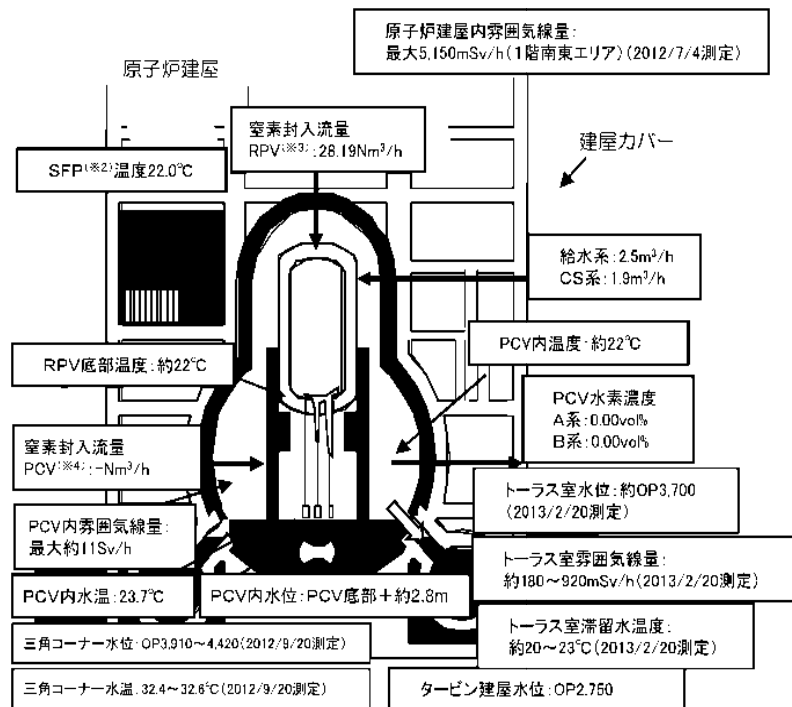 原子炉建屋内雰囲気線量:
最大5,150mSv/h(1階南東エリア)(2012/7/4測定)
原子炉建屋
窒素封入流量
RPV(※3):28.19Nm³/h
建屋カバー
SFP(※2)温度22.0℃
給水系:2.5m³/h
CS系:1.9m³/h
PCV内温度:約22℃
RPV底部温度:約22℃
PCV水素濃度
A系:0.00vol%
B系:0.00vol%
窒素封入流量
PCV(※4):-Nm³/h
トーラス室水位:約OP3,700
(2013/2/20測定)
PCV内雰囲気線量:
最大約11Sv/h
トーラス室雰囲気線量:
約180~920mSv/h(2013/2/20測定)
PCV内水温:23.7℃
PCV内水位:PCV底部+約2.8m
トーラス室滞留水温度:
約20~23℃(2013/2/20測定)
三角コーナー水位:OP3,910~4,420(2012/9/20測定)
三角コーナー水温:32.4~32.6℃(2012/9/20測定)
タービン建屋水位:OP2.750